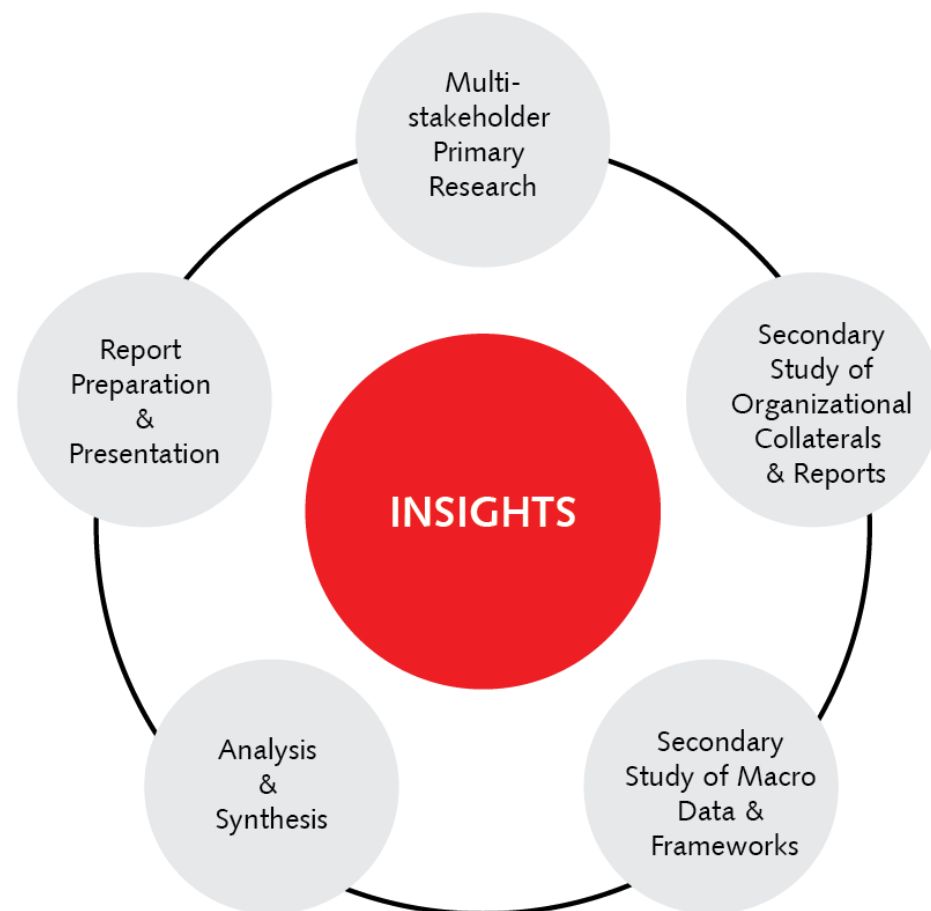 Multi-
stakeholder
Primary
Research
Secondary
Study of
Organizational
Collaterals
& Reports
Secondary
Study of Macro
Data &
Frameworks
Analysis
&
Synthesis
Report
Preparation
&
Presentation
INSIGHTS